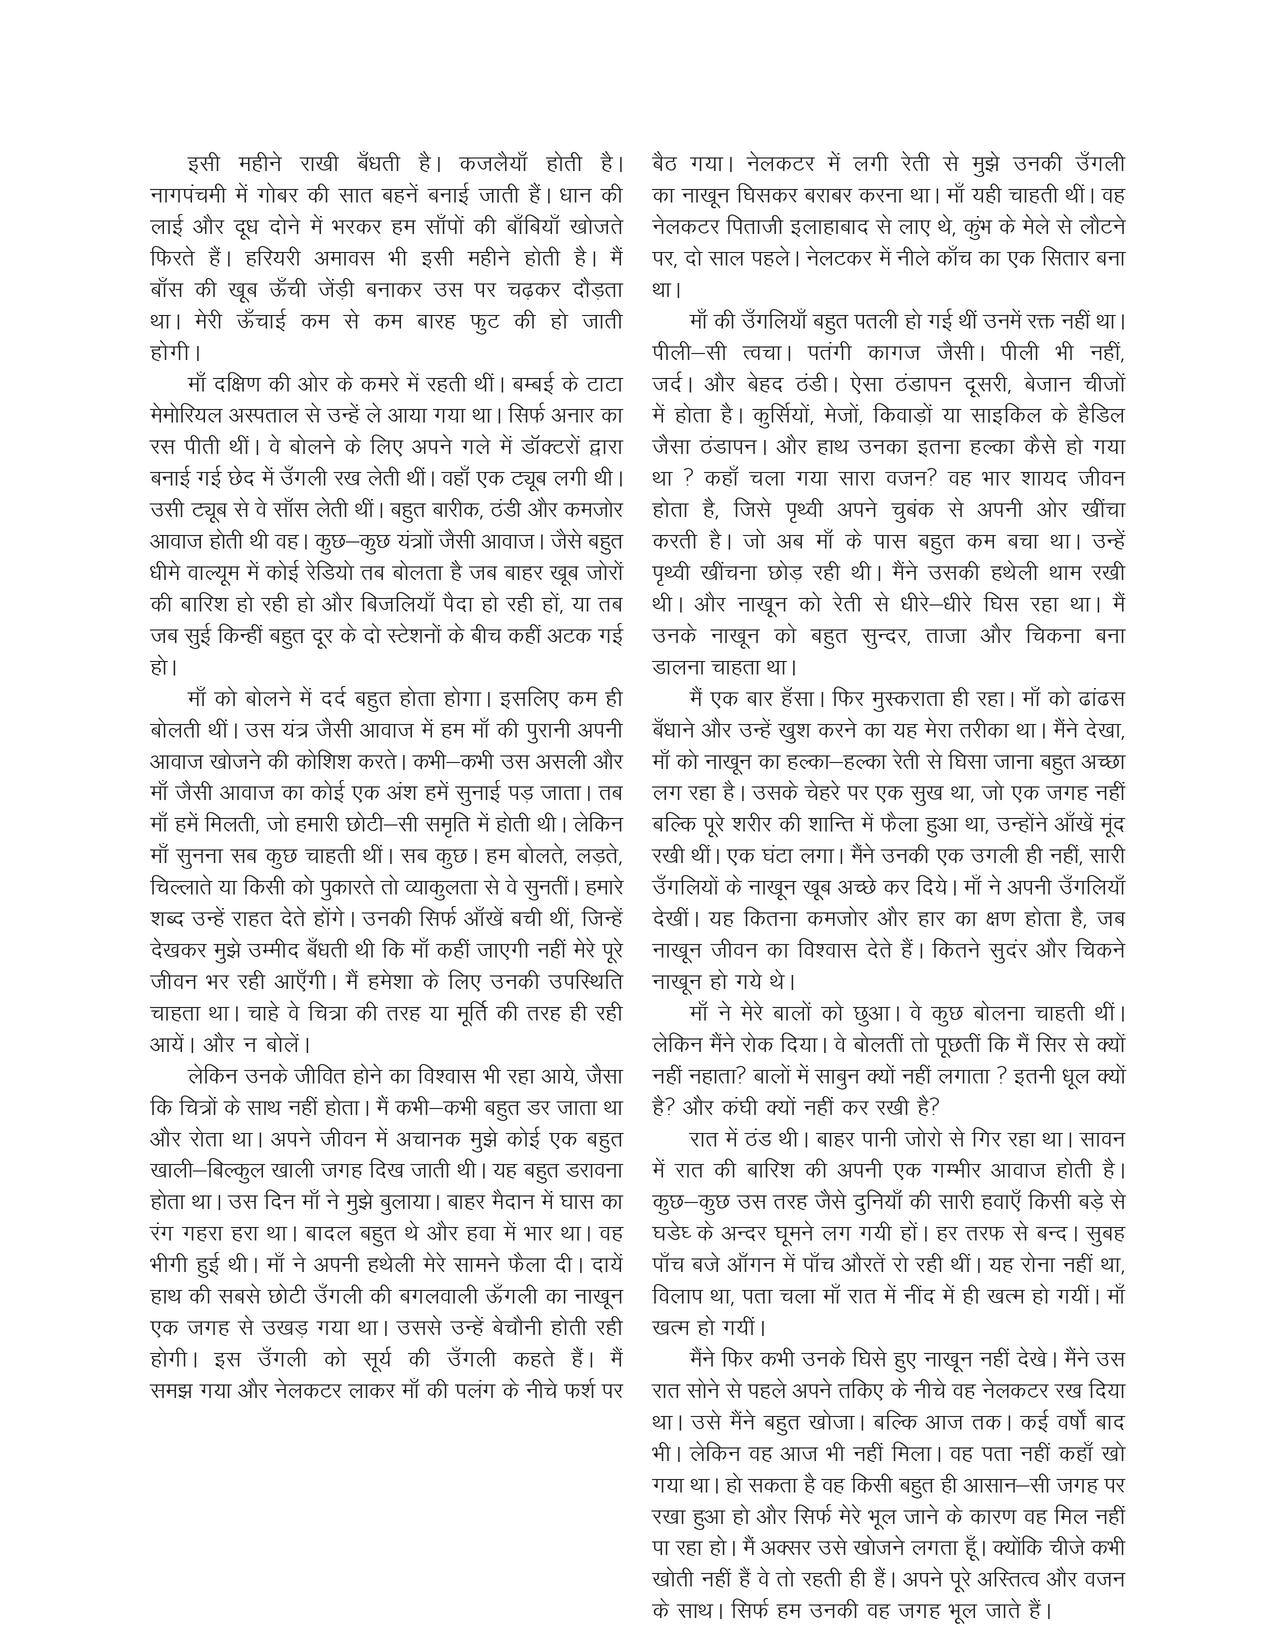 इसी महीने राखी बँधती है। कजलैयाँ होती है।
नागपंचमी में गोबर की सात बहनें बनाई जाती हैं। धान की
लाई और दूध दोने में भरकर हम साँपों की बाँबियाँ खोजते
फिरते हैं। हरियरी अमावस भी इसी महीने होती है। मैं
बाँस की खूब ऊँची जेंड़ी बनाकर उस पर चढ़कर दौड़ता
था। मेरी ऊँचाई कम से कम बारह फुट की हो जाती
होगी।
माँ दक्षिण की ओर के कमरे में रहती थीं। बम्बई के टाटा
मेमोरियल अस्पताल से उन्हें ले आया गया था। सिर्फ अनार का
रस पीती थीं। वे बोलने के लिए अपने गले में डॉक्टरों द्वारा
बनाई गई छेद में उँगली रख लेती थीं। वहाँ एक ट्यूब लगी थी।
उसी ट्यूब से वे साँस लेती थीं। बहुत बारीक, ठंडी और कमजोर
आवाज होती थी वह। कुछ–कुछ यंत्राों जैसी आवाज। जैसे बहुत
धीमे वाल्यूम में कोई रेडियो तब बोलता है जब बाहर खूब जोरों
की बारिश हो रही हो और बिजलियाँ पैदा हो रही हों, या तब
जब सुई किन्हीं बहुत दूर के दो स्टेशनों के बीच कहीं अटक गई
हो।
माँ को बोलने में दर्द बहुत होता होगा। इसलिए कम ही
बोलती थीं। उस यंत्र जैसी आवाज में हम माँ की पुरानी अपनी
आवाज खोजने की कोशिश करते। कभी–कभी उस असली और
माँ जैसी आवाज का कोई एक अंश हमें सुनाई पड़ जाता। तब
माँ हमें मिलती, जो हमारी छोटी–सी समृति में होती थी। लेकिन
माँ सुनना सब कुछ चाहती थीं। सब कुछ। हम बोलते, लड़ते,
चिल्लाते या किसी को पुकारते तो व्याकुलता से वे सुनतीं। हमारे
शब्द उन्हें राहत देते होंगे। उनकी सिर्फ आँखें बची थीं, जिन्हें
देखकर मुझे उम्मीद बँधती थी कि माँ कहीं जाएगी नहीं मेरे पूरे
जीवन भर रही आएँगी। मैं हमेशा के लिए उनकी उपस्थिति
चाहता था। चाहे वे चित्रा की तरह या मूर्ति की तरह ही रही
आयें। और न बोलें।
लेकिन उनके जीवित होने का विश्वास भी रहा आये, जैसा
कि चित्रों के साथ नहीं होता। मैं कभी–कभी बहुत डर जाता था
और रोता था। अपने जीवन में अचानक मुझे कोई एक बहुत
खाली–बिल्कुल खाली जगह दिख जाती थी। यह बहुत डरावना
होता था। उस दिन माँ ने मुझे बुलाया। बाहर मैदान में घास का
रंग गहरा हरा था। बादल बहुत थे और हवा में भार था। वह
भीगी हुई थी। माँ ने अपनी हथेली मेरे सामने फैला दी। दायें
हाथ की सबसे छोटी उँगली की बगलवाली ऊँगली का नाखून
एक जगह से उखड़ गया था। उससे उन्हें बेचौनी होती रही
होगी। इस उँगली को सूर्य की उँगली कहते हैं। मैं
समझ गया और नेलकटर लाकर माँ की पलंग के नीचे फर्श पर
बैठ गया। नेलकटर में लगी रेती से मुझे उनकी उँगली
का नाखून घिसकर बराबर करना था। माँ यही चाहती थीं। वह
नेलकटर पिताजी इलाहाबाद से लाए थे, कुंभ के मेले से लौटने
पर, दो साल पहले। नेलटकर में नीले काँच का एक सितार बना
था।
माँ की उँगलियाँ बहुत पतली हो गई थीं उनमें रक्त नहीं था।
पीली–सी त्वचा। पतंगी कागज जैसी। पीली भी नहीं,
जर्द। और बेहद ठंडी। ऐसा ठंडापन दूसरी, बेजान चीजों
में होता है। कुर्सियों, मेजों, किवाड़ों या साइकिल के हैडिल
जैसा ठंडापन। और हाथ उनका इतना हल्का कैसे हो गया
था ? कहाँ चला गया सारा वजन? वह भार शायद जीवन
होता है, जिसे पृथ्वी अपने चुबंक से अपनी ओर खींचा
करती है। जो अब माँ के पास बहुत कम बचा था। उन्हें
पृथ्वी खींचना छोड़ रही थी। मैंने उसकी हथेली थाम रखी
थी। और नाखून को रेती से धीरे–धीरे घिस रहा था। मैं
उनके नाखून को बहुत सुन्दर, ताजा और चिकना बना
डालना चाहता था।
मैं एक बार हँसा। फिर मुस्कराता ही रहा। माँ को ढांढस
बँधाने और उन्हें खुश करने का यह मेरा तरीका था। मैंने देखा,
माँ को नाखून का हल्का–हल्का रेती से घिसा जाना बहुत अच्छा
लग रहा है। उसके चेहरे पर एक सुख था, जो एक जगह नहीं
बल्कि पूरे शरीर की शान्ति में फैला हुआ था, उन्होंने आँखें मूंद
रखी थीं। एक घंटा लगा। मैंने उनकी एक उगली ही नहीं, सारी
उँगलियों के नाखून खूब अच्छे कर दिये। माँ ने अपनी उँगलियाँ
देखीं। यह कितना कमजोर और हार का क्षण होता है, जब
नाखून जीवन का विश्वास देते हैं। कितने सुदंर और चिकने
नाखून हो गये थे।
माँ ने मेरे बालों को छुआ। वे कुछ बोलना चाहती थीं।
लेकिन मैंने रोक दिया। वे बोलतीं तो पूछतीं कि मैं सिर से क्यों
नहीं नहाता? बालों में साबुन क्यों नहीं लगाता ? इतनी धूल क्यों
है? और कंघी क्यों नहीं कर रखी है?
रात में ठंड थी। बाहर पानी जोरो से गिर रहा था। सावन
में रात की बारिश की अपनी एक गम्भीर आवाज होती है।
कुछ–कुछ उस तरह जैसे दुनियाँ की सारी हवाएँ किसी बड़े से
घडेघ्‍ के अन्दर घूमने लग गयी हों। हर तरफ से बन्द। सुबह
पाँच बजे आँगन में पाँच औरतें रो रही थीं। यह रोना नहीं था,
विलाप था, पता चला माँ रात में नींद में ही खत्म हो गयीं। माँ
खत्म हो गयीं।
मैंने फिर कभी उनके घिसे हुए नाखून नहीं देखे। मैंने उस
रात सोने से पहले अपने तकिए के नीचे वह नेलकटर रख दिया
था। उसे मैंने बहुत खोजा। बल्कि आज तक। कई वर्षों बाद
भी। लेकिन वह आज भी नहीं मिला। वह पता नहीं कहाँ खो
गया था। हो सकता है वह किसी बहुत ही आसान–सी जगह पर
रखा हुआ हो और सिर्फ मेरे भूल जाने के कारण वह मिल नहीं
पा रहा हो। मैं अक्सर उसे खोजने लगता हूँ। क्योंकि चीजे कभी
खोती नहीं हैं वे तो रहती ही हैं। अपने पूरे अस्तित्व और वजन
के साथ। सिर्फ हम उनकी वह जगह भूल जाते हैं।